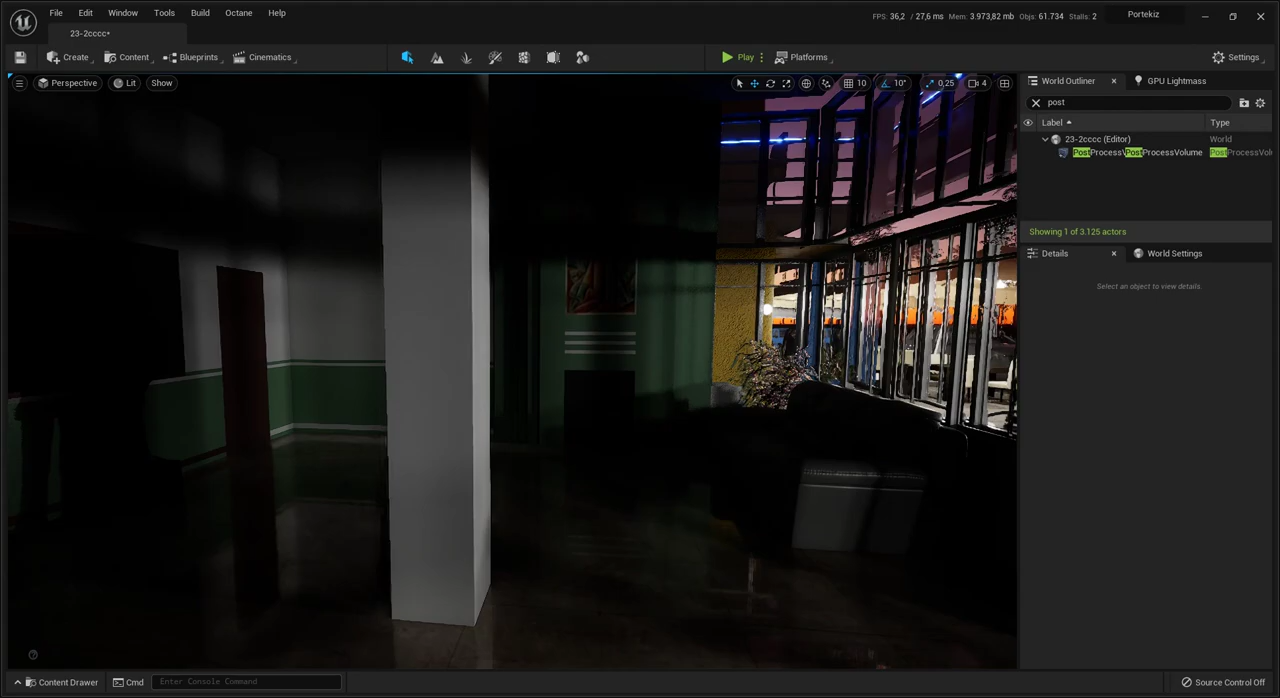 File Edit Window Tools Build Octane Help
FPS: 36,2 / 27,6 ms Mem: 3.973,82 mb Objs: 61.734 Stalls: 2
Portekiz
23-2cccc*
Create Content Blueprints Cinematics Play Platforms Settings
Perspective Lit Show 10 10° 0,25 4
World Outliner GPU Lightmass
post
Label Type
23-2cccc (Editor) World
PostProcess\PostProcessVolume PostProcessVolu
Showing 1 of 3.125 actors
Details World Settings
Select an object to view details.
Content Drawer Cmd Enter Console Command Source Control Off